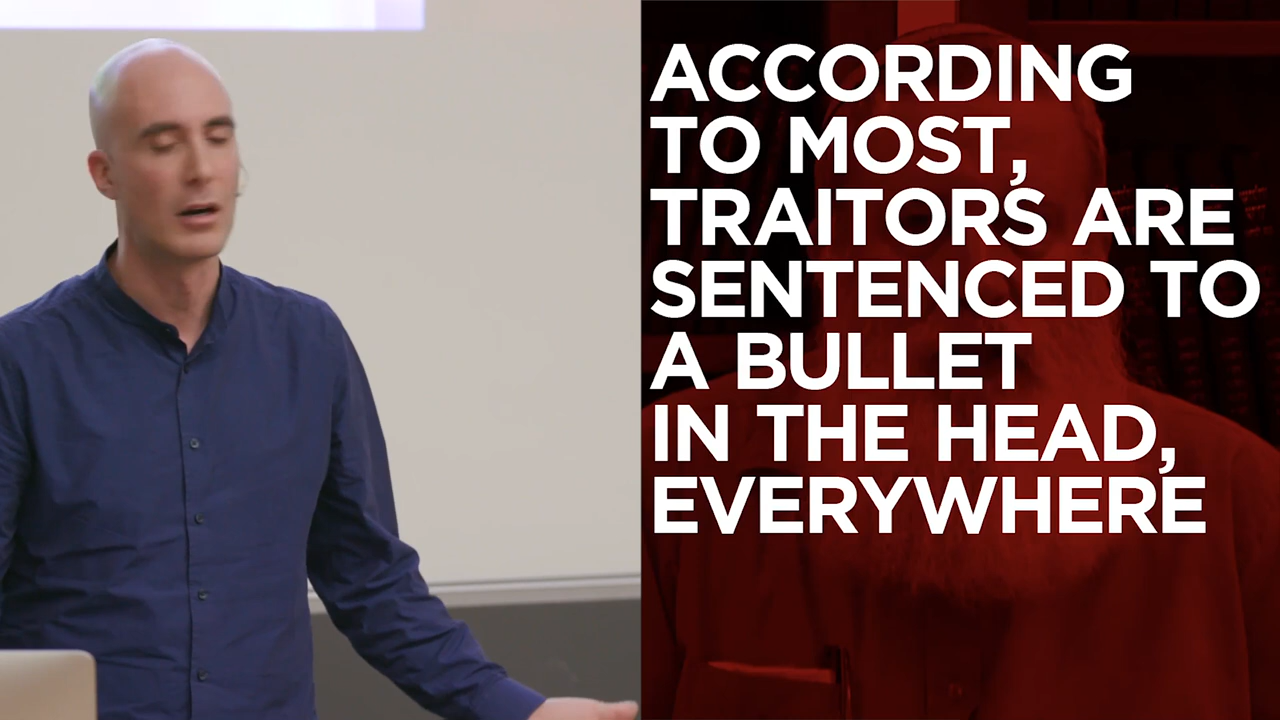 ACCORDING
TO MOST,
TRAITORS ARE
SENTENCED TO
A BULLET
IN THE HEAD,
EVERYWHERE